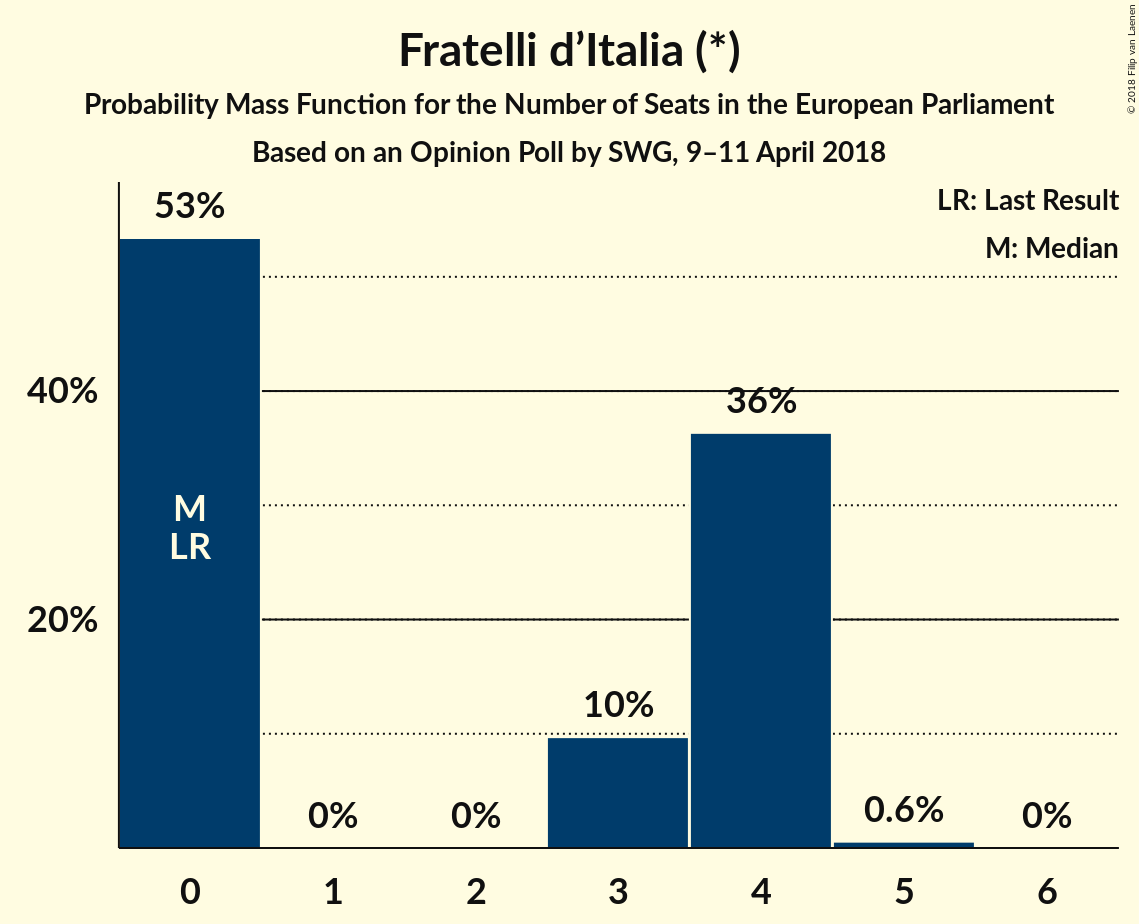 Fratelli d’Italia (*)
Probability Mass Function for the Number of Seats in the European Parliament
Based on an Opinion Poll by SWG, 9–11 April 2018
© 2018 Filip van Laenen
LR: Last Result
M: Median
53%
40%
36%
M
LR
20%
10%
0%
0%
0.6%
0%
0
1
2
3
4
5
6